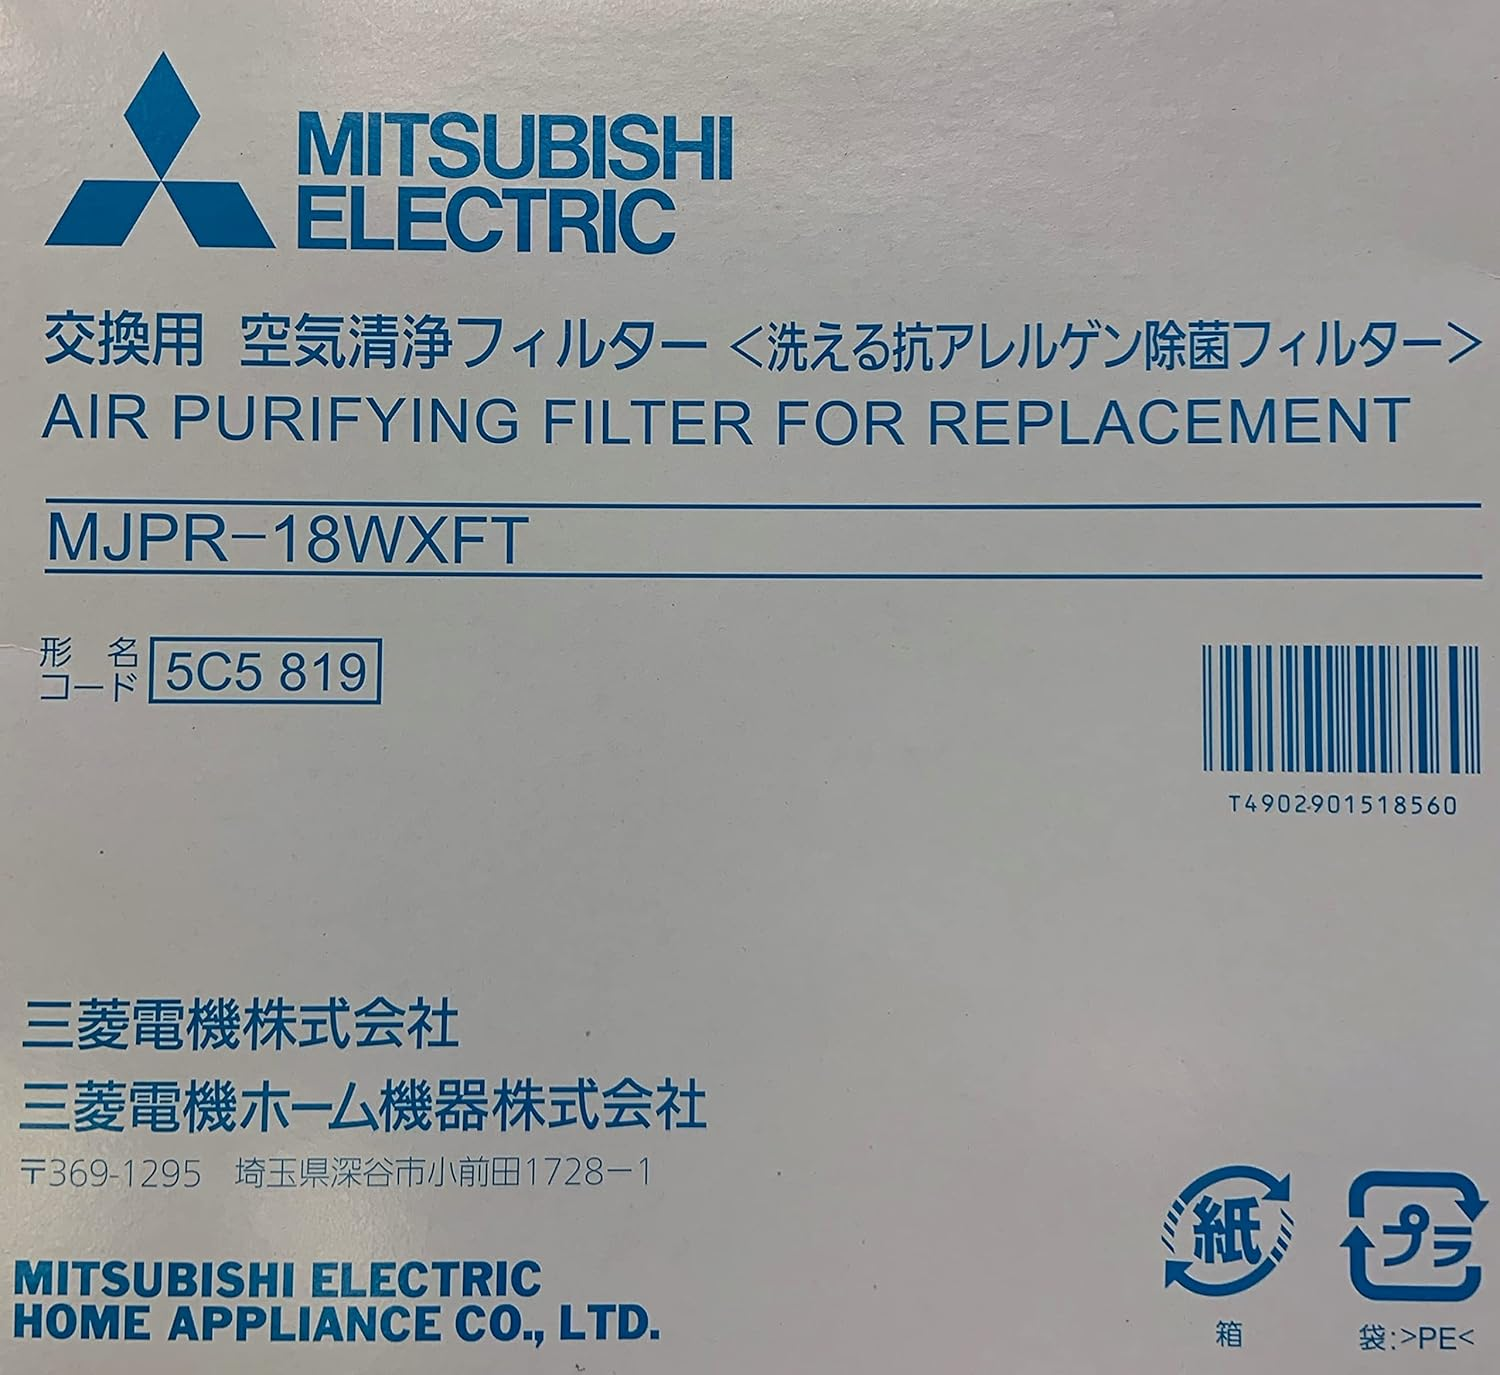 MITSUBISHI
ELECTRIC
交換用 空気清浄フィルター<洗える抗アレルゲン除菌フィルター>
AIR PURIFYING FILTER FOR REPLACEMENT
MJPR-18WXFT
形名
コード 5C5 819
T4902901518560
三菱電機株式会社
三菱電機ホーム機器株式会社
〒369-1295 埼玉県深谷市小前田1728-1
MITSUBISHI ELECTRIC
HOME APPLIANCE CO., LTD.
紙
箱
プラ
袋:>PE<